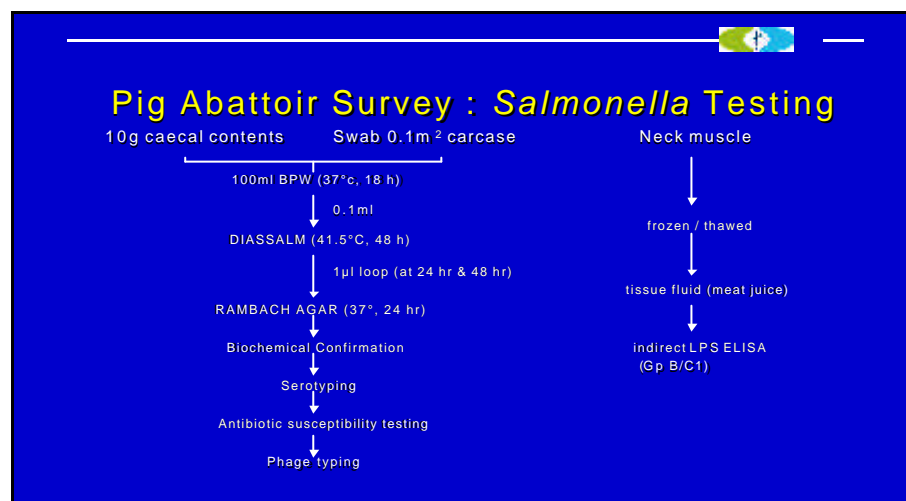 Pig Abattoir Survey : Salmonella Testing
10g caecal contents
Swab 0.1m² carcase
100ml BPW (37°c, 18 h)
0.1ml
DIASSALM (41.5°C, 48 h)
1µl loop (at 24 hr & 48 hr)
RAMBACH AGAR (37°, 24 hr)
Biochemical Confirmation
Serotyping
Antibiotic susceptibility testing
Phage typing
Neck muscle
frozen / thawed
tissue fluid (meat juice)
indirect LPS ELISA
(Gp B/C1)